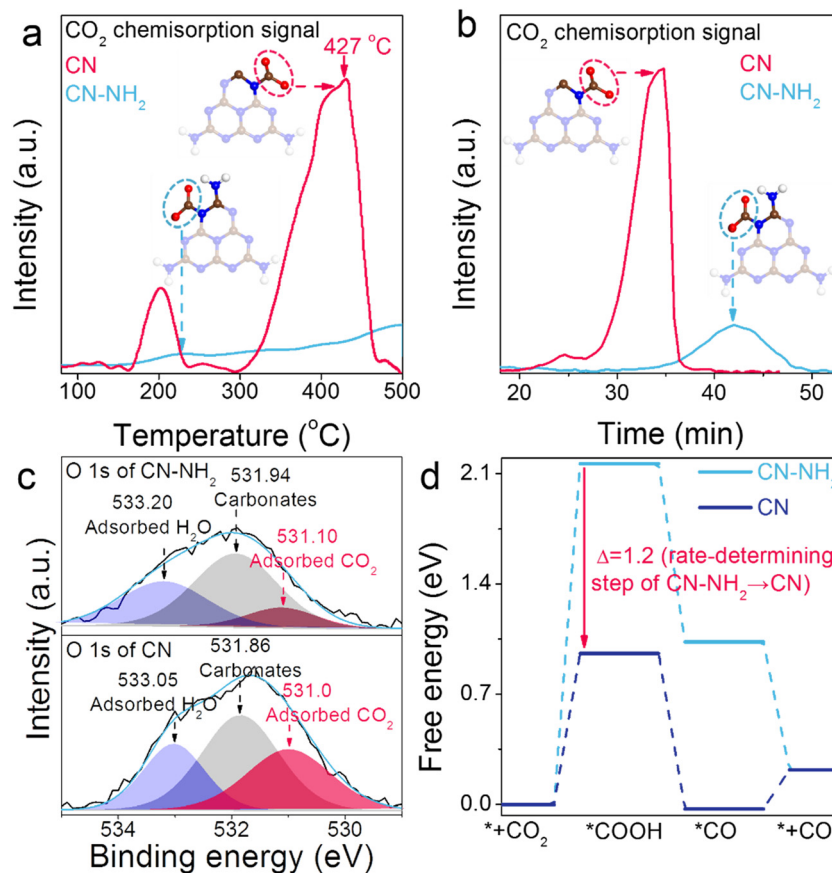 a
CO₂ chemisorption signal
CN
CN-NH₂
427 °C
Intensity (a.u.)
100 200 300 400 500
Temperature (°C)
b
CO₂ chemisorption signal
CN
CN-NH₂
Intensity (a.u.)
20 30 40 50
Time (min)
c
O 1s of CN-NH₂
531.94
Carbonates
533.20
Adsorbed H₂O
531.10
Adsorbed CO₂
O 1s of CN
531.86
Carbonates
533.05
Adsorbed H₂O
531.0
Adsorbed CO₂
Intensity (a.u.)
534 532 530
Binding energy (eV)
d
CN-NH₂
CN
Δ=1.2 (rate-determining
step of CN-NH₂→CN)
Free energy (eV)
2.1
1.4
0.7
0.0
*+CO₂ *COOH *CO *+CO